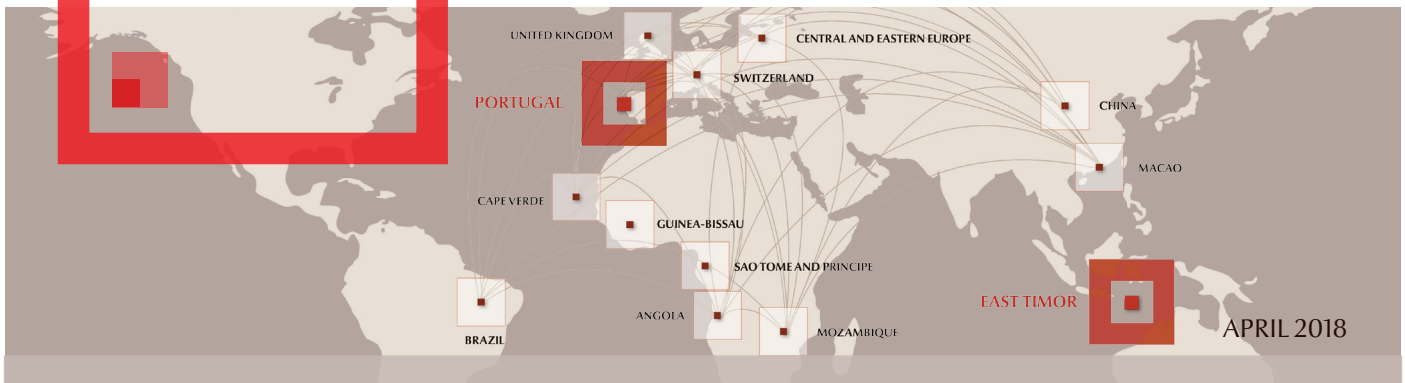 UNITED KINGDOM
CENTRAL AND EASTERN EUROPE
SWITZERLAND
PORTUGAL
CHINA
MACAO
CAPE VERDE
GUINEA-BISSAU
SAO TOME AND PRINCIPE
EAST TIMOR
ANGOLA
MOZAMBIQUE
APRIL 2018
BRAZIL